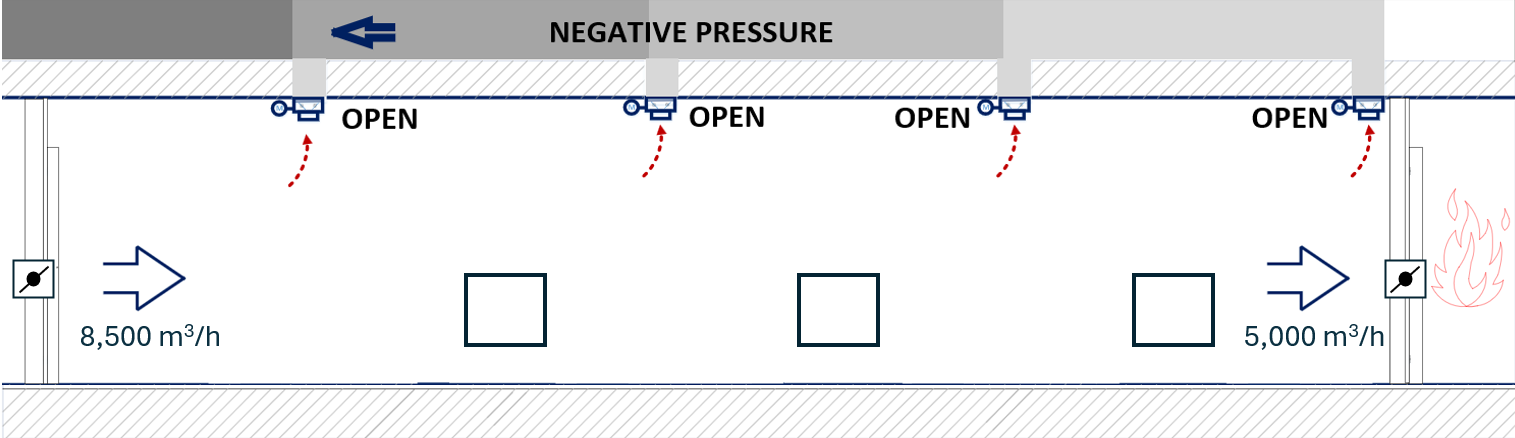 NEGATIVE PRESSURE
M OPEN
M OPEN
OPEN M
OPEN M
8,500 m³/h
5,000 m³/h